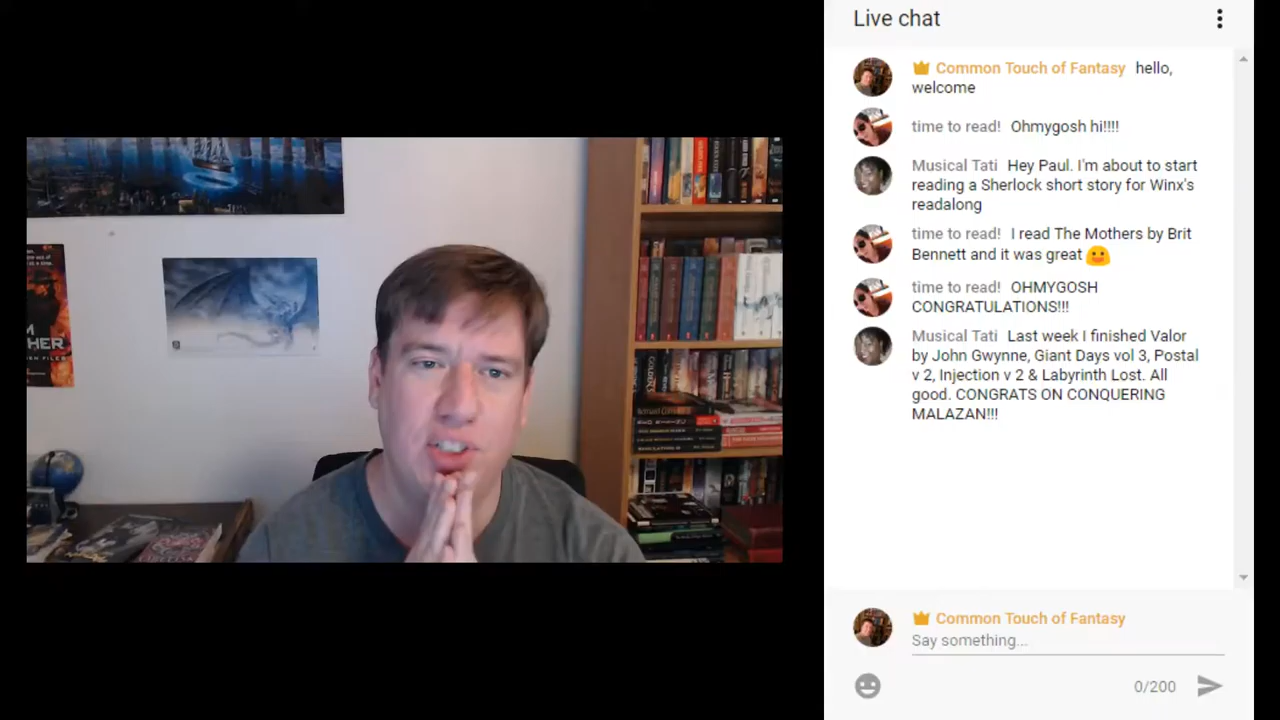 Live chat
Common Touch of Fantasy hello,
welcome
time to read! Ohmygosh hi!!!!
Musical Tati Hey Paul. I'm about to start
reading a Sherlock short story for Winx's
readalong
time to read! I read The Mothers by Brit
Bennett and it was great
time to read! OHMYGOSH
CONGRATULATIONS!!!
Musical Tati Last week I finished Valor
by John Gwynne, Giant Days vol 3, Postal
v 2, Injection v 2 & Labyrinth Lost. All
good. CONGRATS ON CONQUERING
MALAZAN!!!
Common Touch of Fantasy
Say something...
0/200